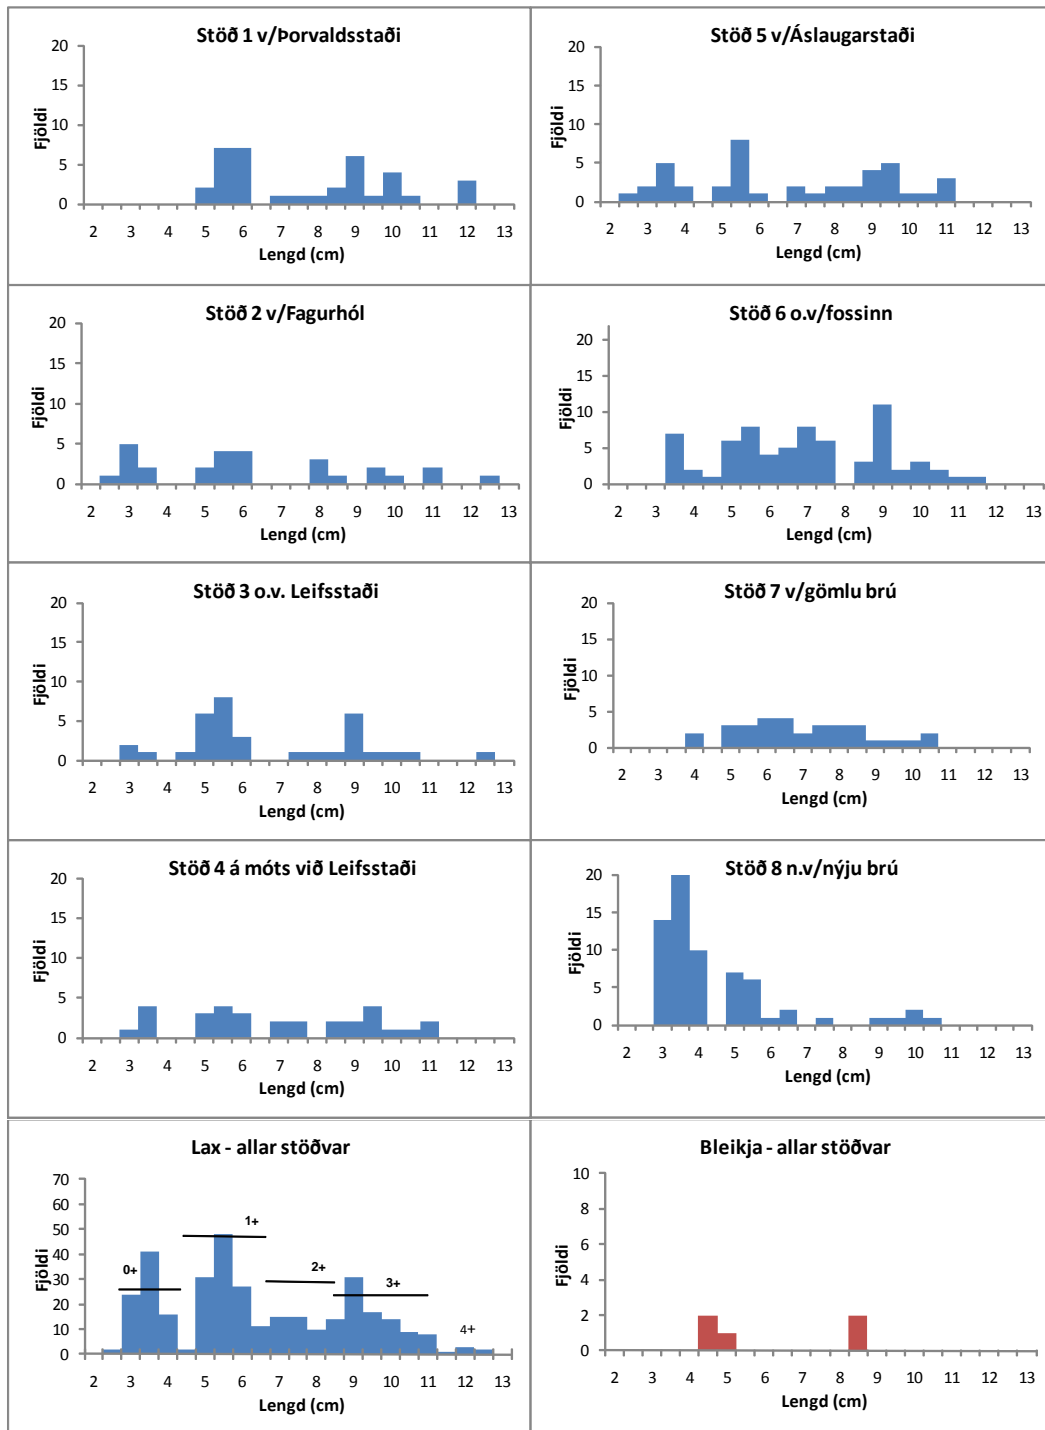 Stöð 1 v/Þorvaldsstaði
20
15
10
5
0
Fjöldi
2 3 4 5 6 7 8 9 10 11 12 13
Lengd (cm)
Stöð 5 v/Áslaugarstaði
20
15
10
5
0
Fjöldi
2 3 4 5 6 7 8 9 10 11 12 13
Lengd (cm)
Stöð 2 v/Fagurhól
20
15
10
5
0
Fjöldi
2 3 4 5 6 7 8 9 10 11 12 13
Lengd (cm)
Stöð 6 o.v/fossinn
20
15
10
5
0
Fjöldi
2 3 4 5 6 7 8 9 10 11 12 13
Lengd (cm)
Stöð 3 o.v. Leifsstaði
20
15
10
5
0
Fjöldi
2 3 4 5 6 7 8 9 10 11 12 13
Lengd (cm)
Stöð 7 v/gömlu brú
20
15
10
5
0
Fjöldi
2 3 4 5 6 7 8 9 10 11 12 13
Lengd (cm)
Stöð 4 á móts við Leifsstaði
20
15
10
5
0
Fjöldi
2 3 4 5 6 7 8 9 10 11 12 13
Lengd (cm)
Stöð 8 n.v/nýju brú
20
15
10
5
0
Fjöldi
2 3 4 5 6 7 8 9 10 11 12 13
Lengd (cm)
Lax - allar stöðvar
70
60
50
40
30
20
10
0
Fjöldi
0+
1+
2+
3+
4+
2 3 4 5 6 7 8 9 10 11 12 13
Lengd (cm)
Bleikja - allar stöðvar
10
8
6
4
2
0
Fjöldi
2 3 4 5 6 7 8 9 10 11 12 13
Lengd (cm)